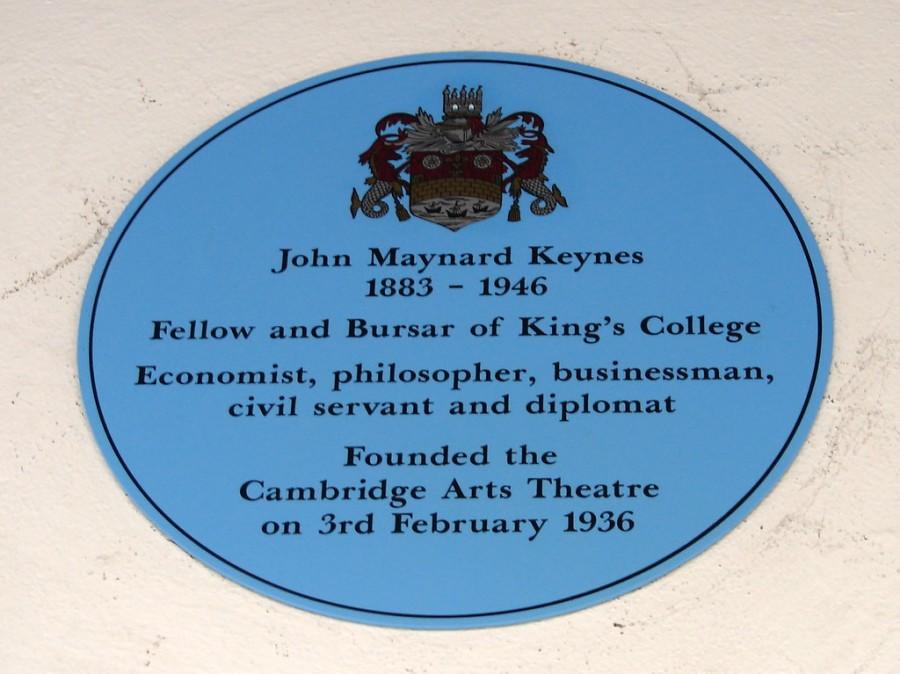 John Maynard Keynes
1883 – 1946
Fellow and Bursar of King's College
Economist, philosopher, businessman,
civil servant and diplomat
Founded the
Cambridge Arts Theatre
on 3rd February 1936